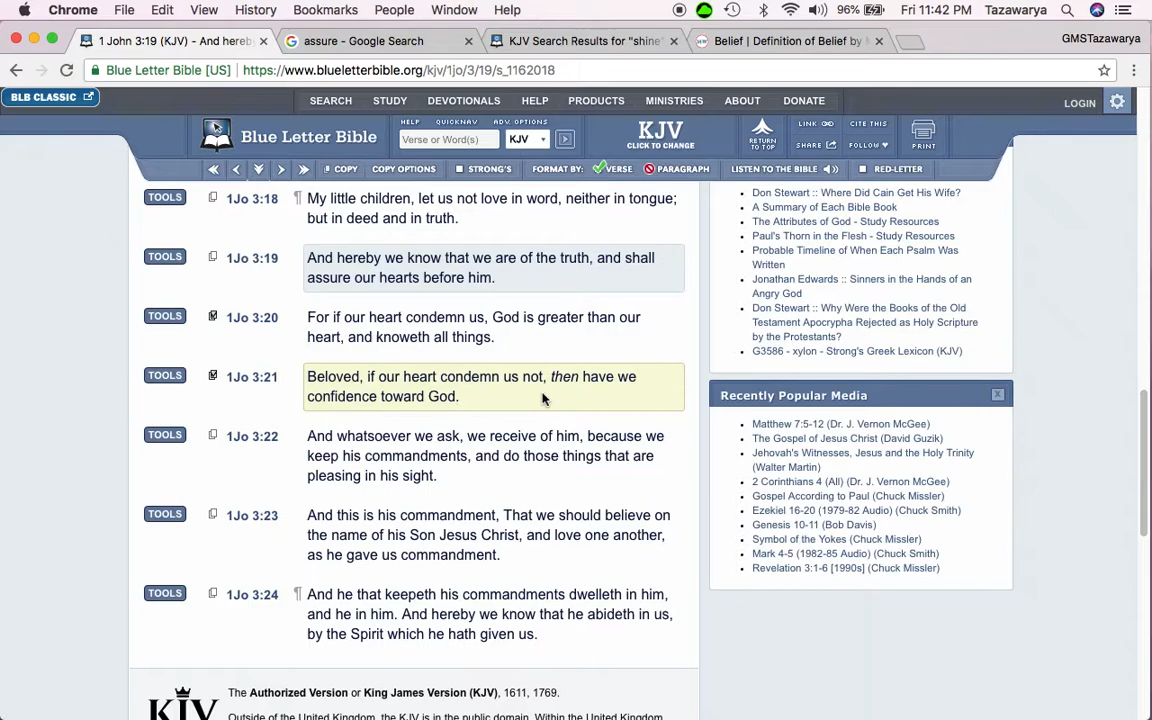 Chrome File Edit View History Bookmarks People Window Help 96% Fri 11:42 PM Tazawarya
1 John 3:19 (KJV) - And hereby assure - Google Search KJV Search Results for "shine" Belief | Definition of Belief by M GMSTazawarya
Blue Letter Bible [US] https://www.blueletterbible.org/kjv/1jo/3/19/s_1162018
BLB CLASSIC SEARCH STUDY DEVOTIONALS HELP PRODUCTS MINISTRIES ABOUT DONATE LOGIN
HELP QUICKNAV ADV. OPTIONS
Blue Letter Bible Verse or Word(s) KJV
KJV
CLICK TO CHANGE
RETURN TO TOP
LINK CITE THIS
SHARE FOLLOW PRINT
COPY COPY OPTIONS STRONG'S FORMAT BY: VERSE PARAGRAPH LISTEN TO THE BIBLE RED-LETTER
TOOLS 1Jo 3:18 ¶ My little children, let us not love in word, neither in tongue;
but in deed and in truth.
TOOLS 1Jo 3:19 And hereby we know that we are of the truth, and shall
assure our hearts before him.
TOOLS 1Jo 3:20 For if our heart condemn us, God is greater than our
heart, and knoweth all things.
TOOLS 1Jo 3:21 Beloved, if our heart condemn us not, then have we
confidence toward God.
TOOLS 1Jo 3:22 And whatsoever we ask, we receive of him, because we
keep his commandments, and do those things that are
pleasing in his sight.
TOOLS 1Jo 3:23 And this is his commandment, That we should believe on
the name of his Son Jesus Christ, and love one another,
as he gave us commandment.
TOOLS 1Jo 3:24 ¶ And he that keepeth his commandments dwelleth in him,
and he in him. And hereby we know that he abideth in us,
by the Spirit which he hath given us.
KJV
The Authorized Version or King James Version (KJV), 1611, 1769.
Outside of the United Kingdom, the KJV is in the public domain. Within the United Kingdom,
Don Stewart :: Where Did Cain Get His Wife?
A Summary of Each Bible Book
The Attributes of God - Study Resources
Paul's Thorn in the Flesh - Study Resources
Probable Timeline of When Each Psalm Was
Written
Jonathan Edwards :: Sinners in the Hands of an
Angry God
Don Stewart :: Why Were the Books of the Old
Testament Apocrypha Rejected as Holy Scripture
by the Protestants?
G3586 - xylon - Strong's Greek Lexicon (KJV)
Recently Popular Media
Matthew 7:5-12 (Dr. J. Vernon McGee)
The Gospel of Jesus Christ (David Guzik)
Jehovah's Witnesses, Jesus and the Holy Trinity
(Walter Martin)
2 Corinthians 4 (All) (Dr. J. Vernon McGee)
Gospel According to Paul (Chuck Missler)
Ezekiel 16-20 (1979-82 Audio) (Chuck Smith)
Genesis 10-11 (Bob Davis)
Symbol of the Yokes (Chuck Missler)
Mark 4-5 (1982-85 Audio) (Chuck Smith)
Revelation 3:1-6 [1990s] (Chuck Missler)